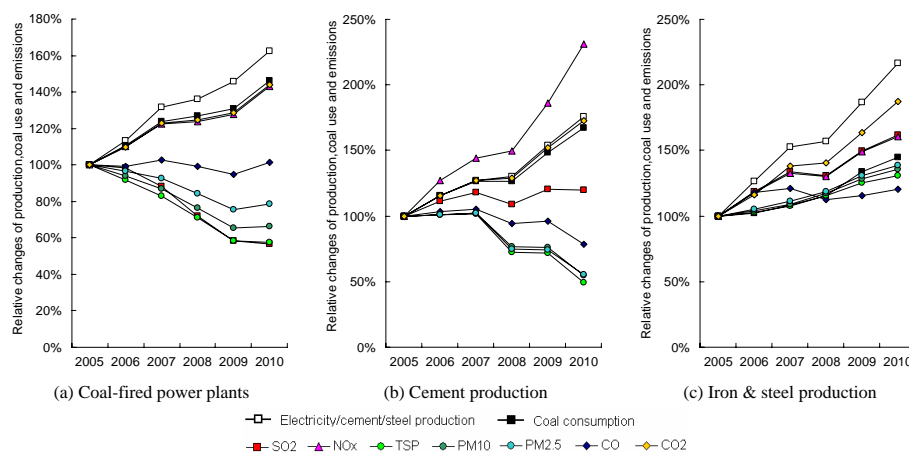 Relative changes of production,coal use and emissions
180%
160%
140%
120%
100%
80%
60%
40%
20%
0%
2005 2006 2007 2008 2009 2010
(a) Coal-fired power plants
Relative changes of production,coal use and emissions
250%
200%
150%
100%
50%
0%
2005 2006 2007 2008 2009 2010
(b) Cement production
Relative changes of production,coal use and emissions
250%
200%
150%
100%
50%
0%
2005 2006 2007 2008 2009 2010
(c) Iron & steel production
Electricity/cement/steel production Coal consumption
SO2 NOx TSP PM10 PM2.5 CO CO2